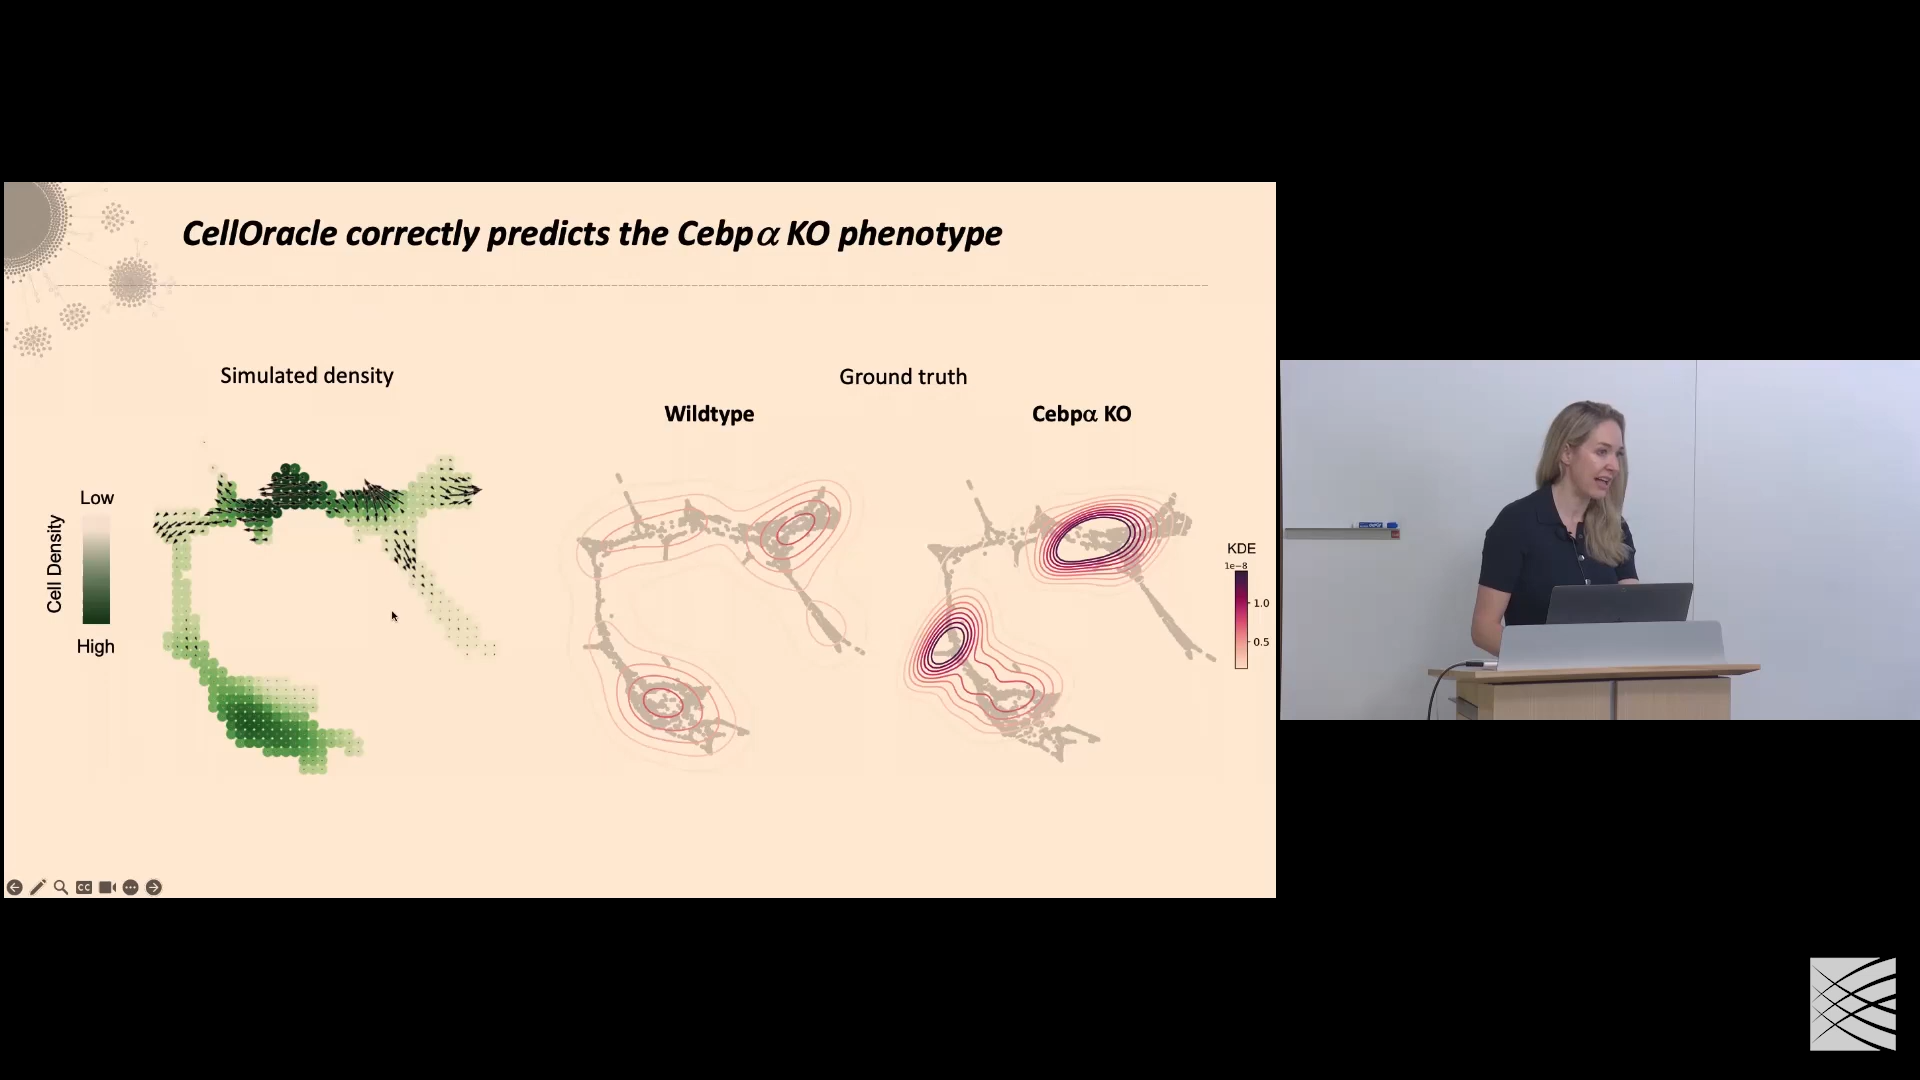 CellOracle correctly predicts the Cebpα KO phenotype
Simulated density
Ground truth
Wildtype
Cebpα KO
Low
Cell Density
High
KDE
1e−8
1.0
0.5
CC